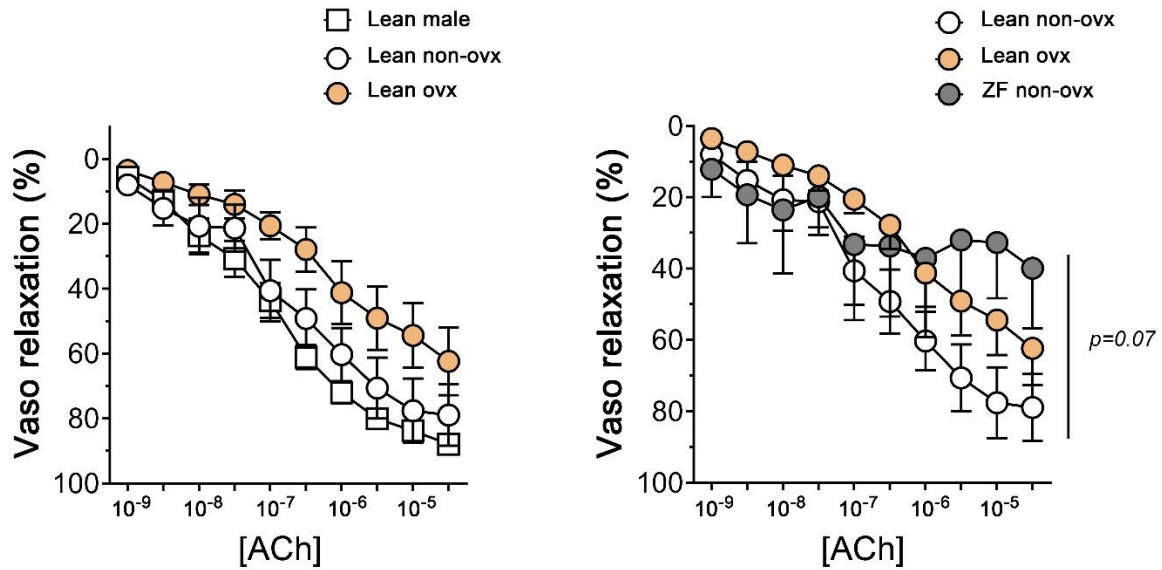 Lean male
Lean non-ovx
Lean ovx
Vaso relaxation (%)
0
20
40
60
80
100
10⁻⁹
10⁻⁸
10⁻⁷
10⁻⁶
10⁻⁵
[ACh]
Lean non-ovx
Lean ovx
ZF non-ovx
Vaso relaxation (%)
0
20
40
60
80
100
10⁻⁹
10⁻⁸
10⁻⁷
10⁻⁶
10⁻⁵
[ACh]
p=0.07